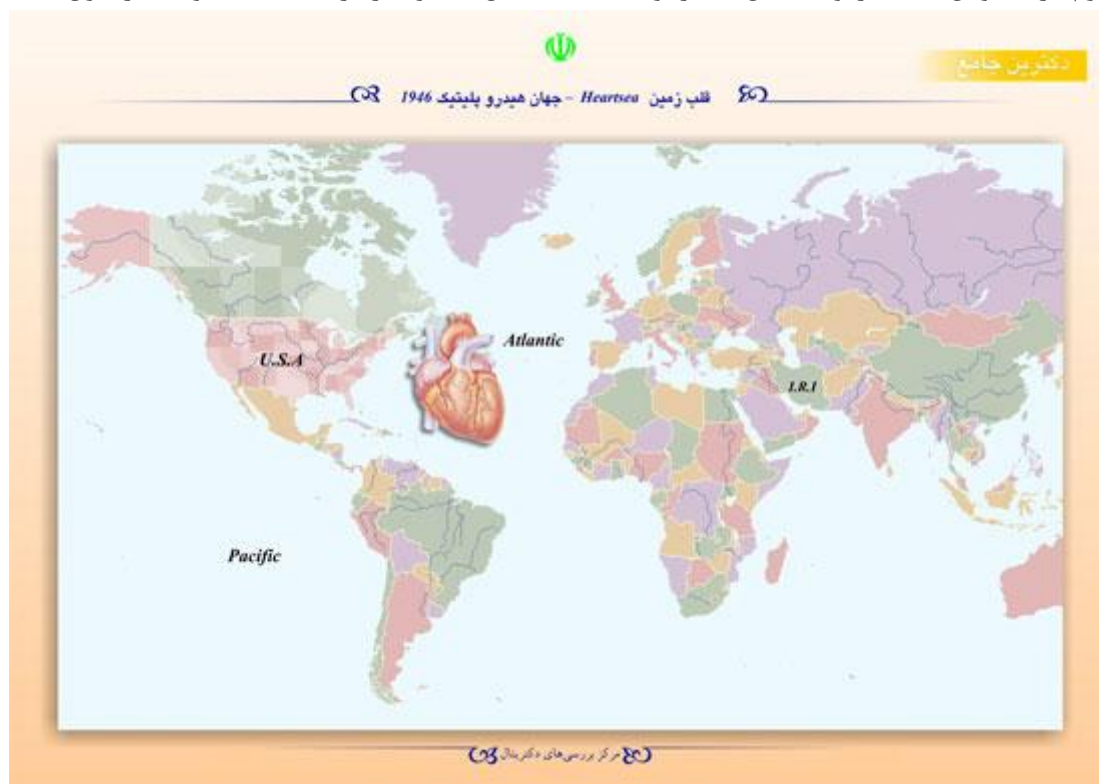 دکترین جامع
قلب زمین Heartsea - جهان هیدرو پلیتیک 1946
Atlantic
U.S.A
I.R.I
Pacific
مرکز بررسی‌های دکترینال